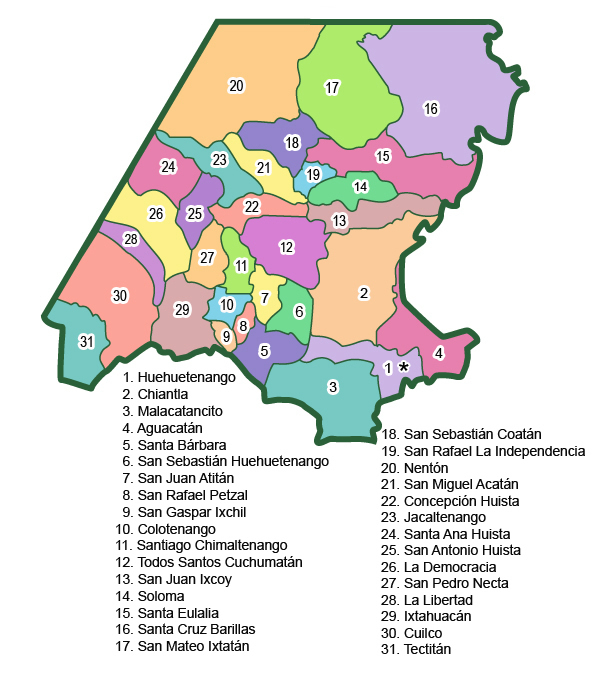 20
17
16
18
15
23
24
21
19
14
22
26
25
13
28
12
27
11
2
30
29
10
7
6
8
31
9
5
1 *
4
3
1. Huehuetenango
2. Chiantla
3. Malacatancito
4. Aguacatán
5. Santa Bárbara
6. San Sebastián Huehuetenango
7. San Juan Atitán
8. San Rafael Petzal
9. San Gaspar Ixchil
10. Colotenango
11. Santiago Chimaltenango
12. Todos Santos Cuchumatán
13. San Juan Ixcoy
14. Soloma
15. Santa Eulalia
16. Santa Cruz Barillas
17. San Mateo Ixtatán
18. San Sebastián Coatán
19. San Rafael La Independencia
20. Nentón
21. San Miguel Acatán
22. Concepción Huista
23. Jacaltenango
24. Santa Ana Huista
25. San Antonio Huista
26. La Democracia
27. San Pedro Necta
28. La Libertad
29. Ixtahuacán
30. Cuilco
31. Tectitán